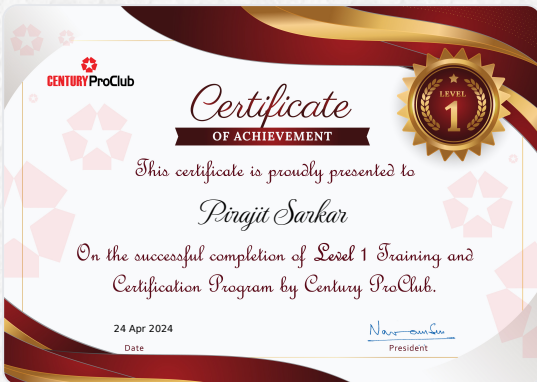 CENTURY ProClub
LEVEL
1
Certificate
OF ACHIEVEMENT
This certificate is proudly presented to
Pirajit Sarkar
On the successful completion of Level 1 Training and
Certification Program by Century ProClub.
24 Apr 2024
Date
President